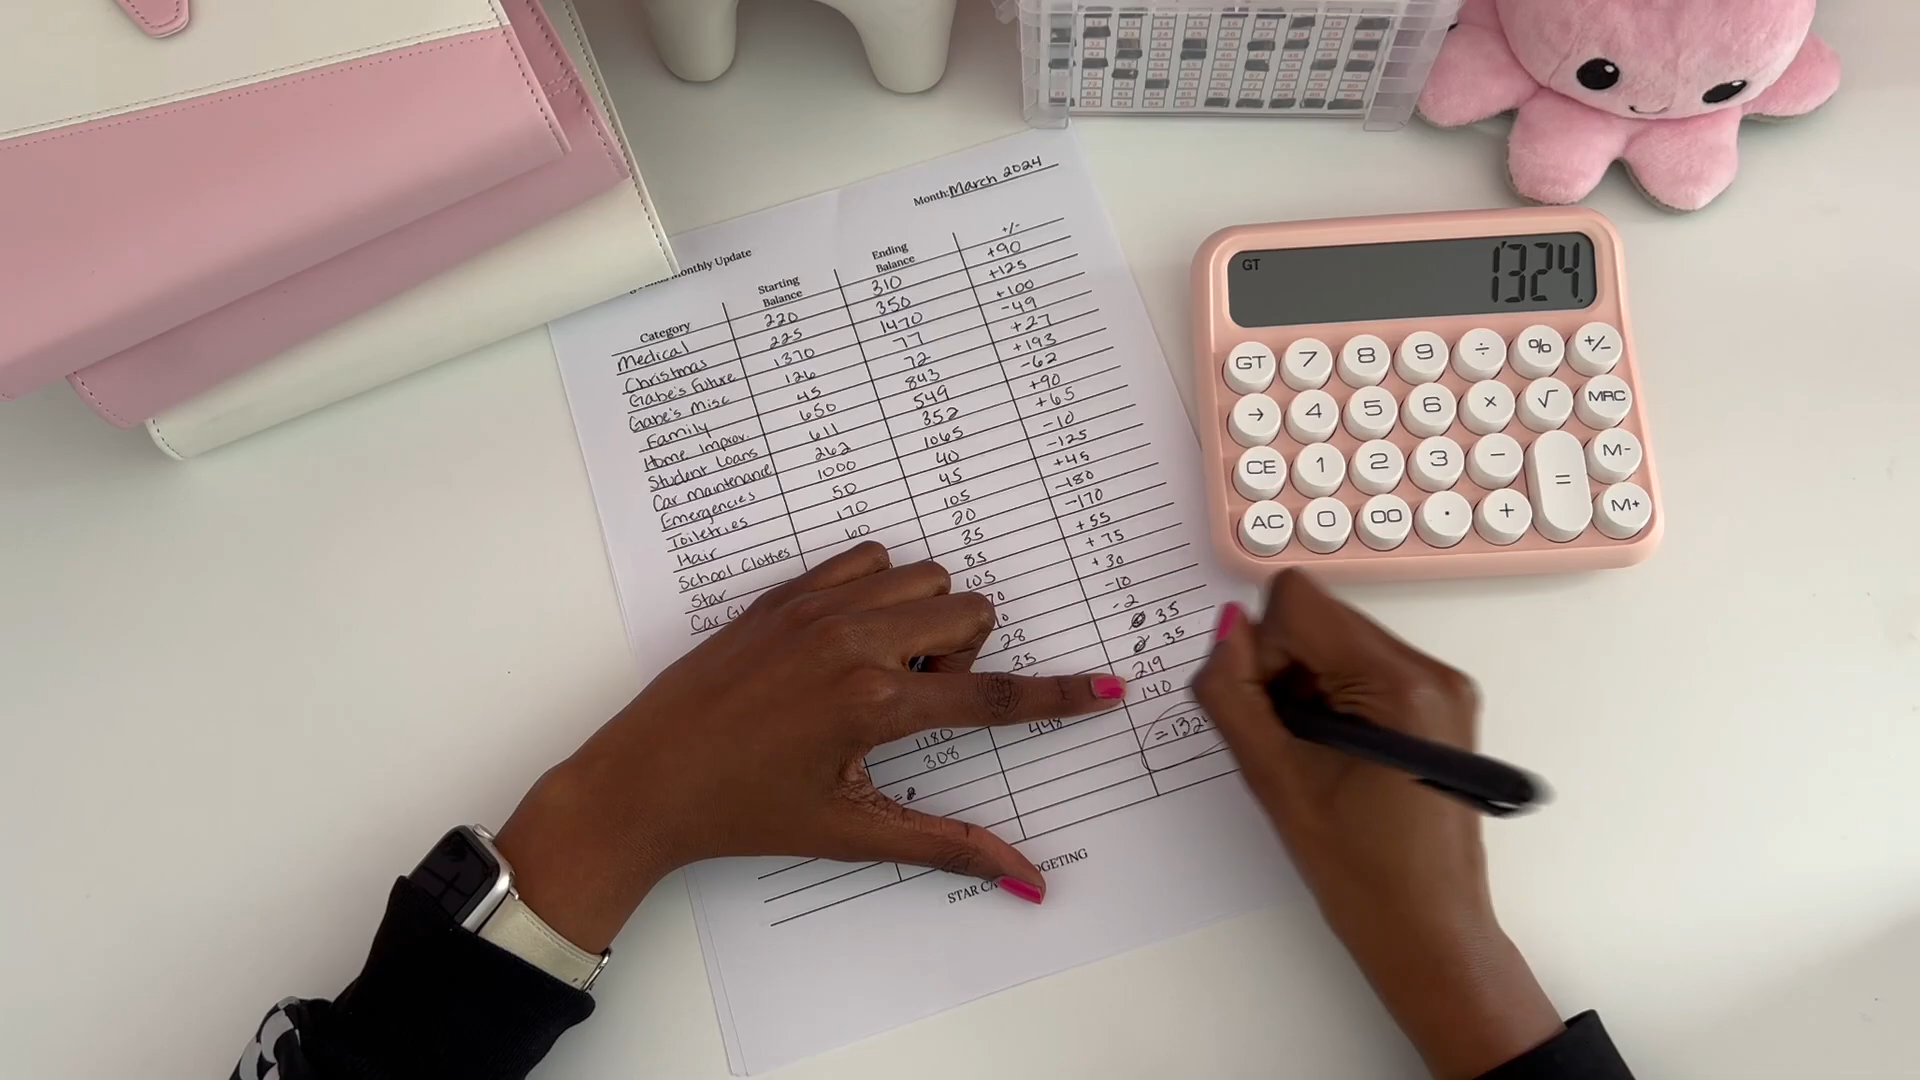 Month: March 2024
Monthly Update
Category Starting Balance Ending Balance +/-
Medical 220 310 +90
Christmas 225 350 +125
Gabe's Future 1370 1470 +100
Gabe's Misc 126 77 -49
Family 45 72 +27
Home Improv. 650 843 +193
Student Loans 611 549 -62
Car Maintenance 262 352 +90
Emergencies 1000 1065 +65
Toiletries 50 40 -10
Hair 170 45 -125
School Clothes 60 105 +45
Star 20 -180
Car 35 -170
85 +55
105 +75
70 +30
-10
28 -2
35 35
35
1180 219
308 448 140
=
=132
STAR
DGETING
GT
1324.
GT 7 8 9 ÷ % +/-
→ 4 5 6 × √ MRC
CE 1 2 3 - M-
AC 0 00 · + = M+